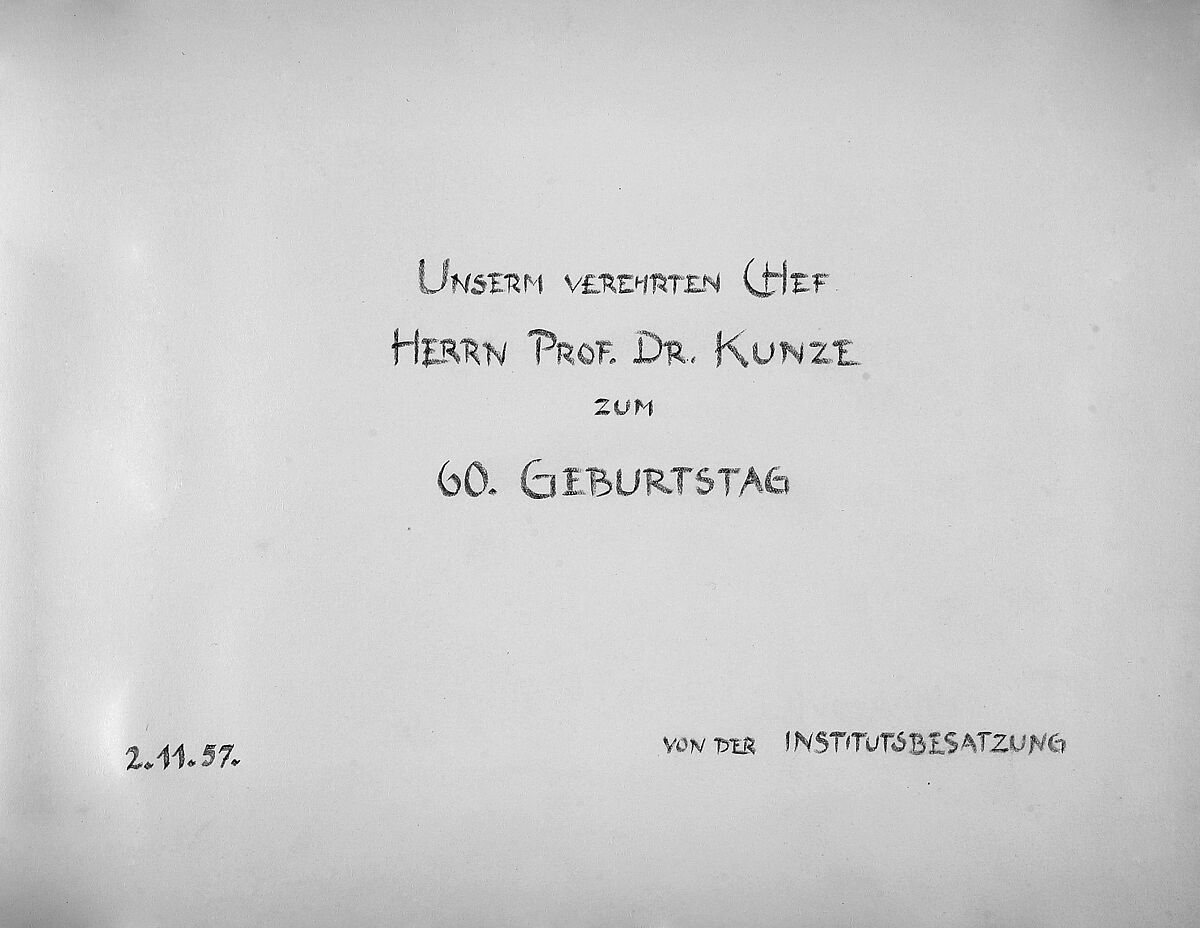 Unserm verehrten Chef
Herrn Prof. Dr. Kunze
zum
60. Geburtstag
2.11.57.
von der Institutsbesatzung